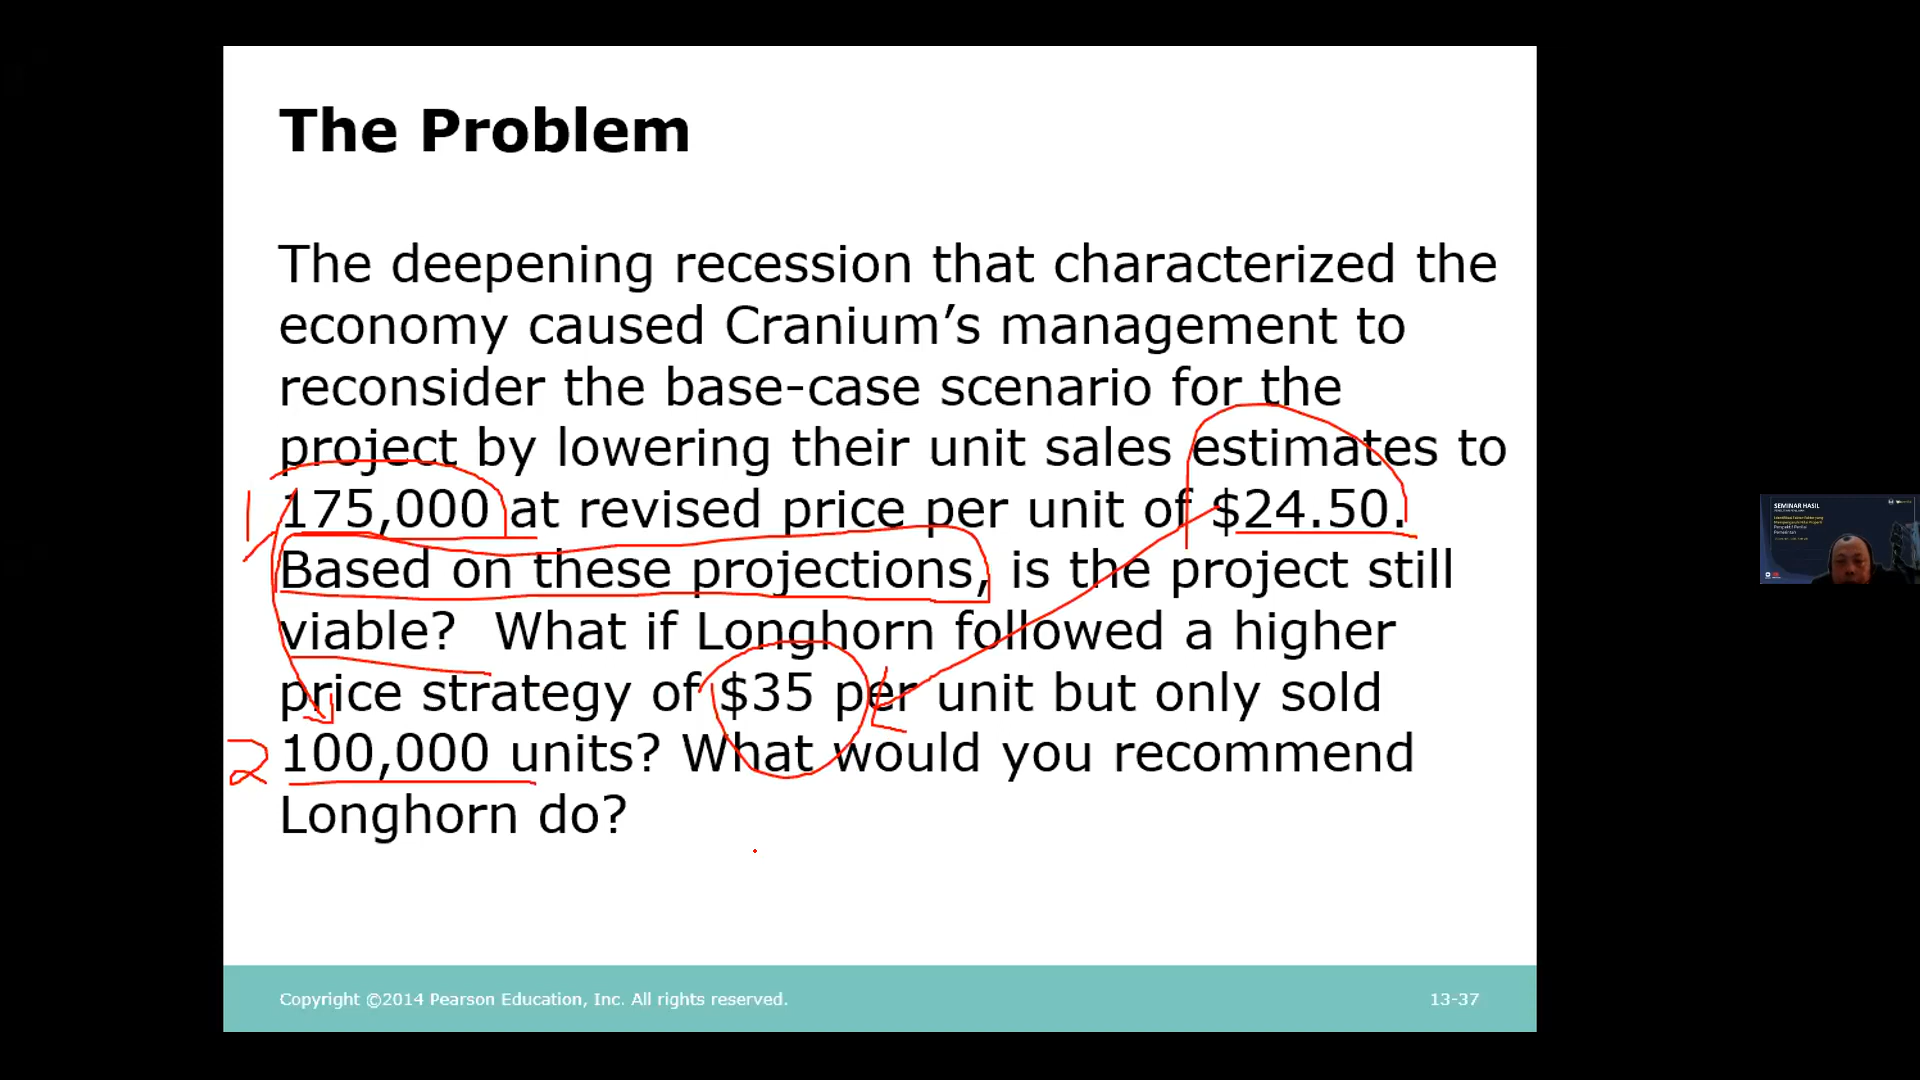 The Problem
The deepening recession that characterized the
economy caused Cranium’s management to
reconsider the base-case scenario for the
project by lowering their unit sales estimates to
1 175,000 at revised price per unit of $24.50.
Based on these projections, is the project still
viable?  What if Longhorn followed a higher
price strategy of $35 per unit but only sold
2 100,000 units? What would you recommend
Longhorn do?
SEMINAR HASIL
Copyright ©2014 Pearson Education, Inc. All rights reserved. 13-37